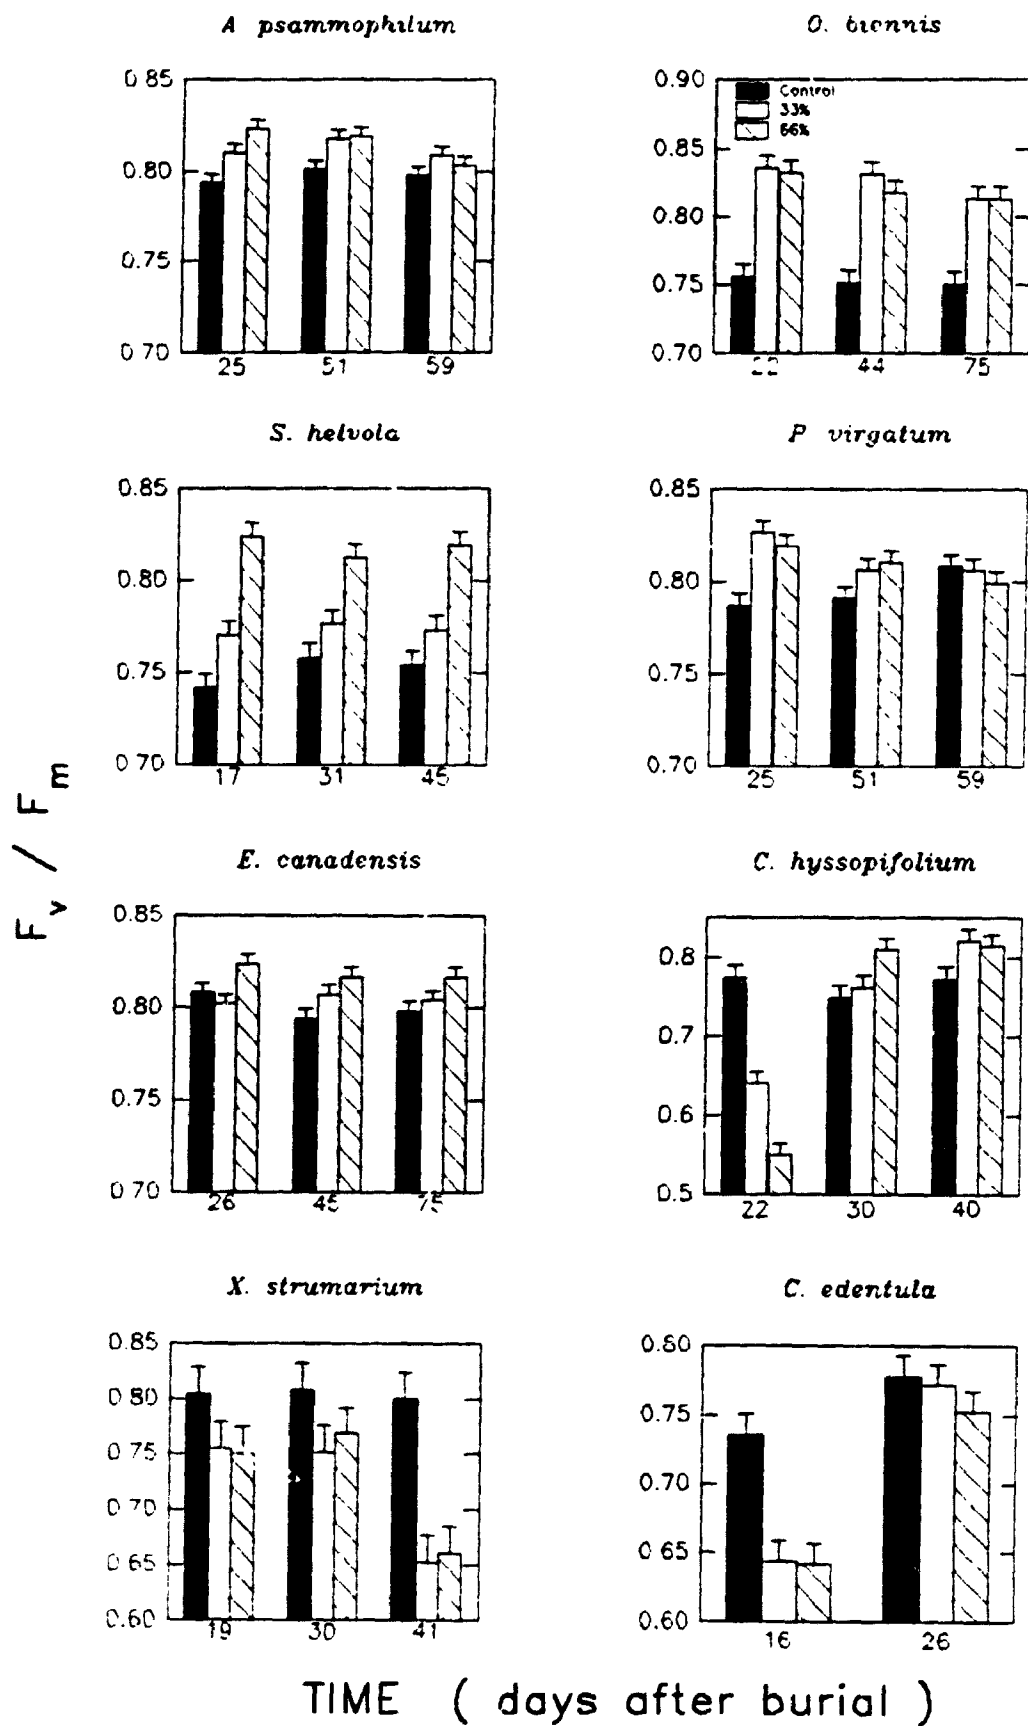 A psammophilum
0.85
0.80
0.75
0.70
25 51 59
O. biennis
0.90
0.85
0.80
0.75
0.70
Control
33%
66%
22 44 75
S. helvola
0.85
0.80
0.75
0.70
17 31 45
P virgatum
0.85
0.80
0.75
0.70
25 51 59
F_v / F_m
E. canadensis
0.85
0.80
0.75
0.70
26 45 75
C. hyssopifolium
0.8
0.7
0.6
0.5
22 30 40
X. strumarium
0.85
0.80
0.75
0.70
0.65
0.60
19 30 41
C. edentula
0.80
0.75
0.70
0.65
0.60
16 26
TIME ( days after burial )